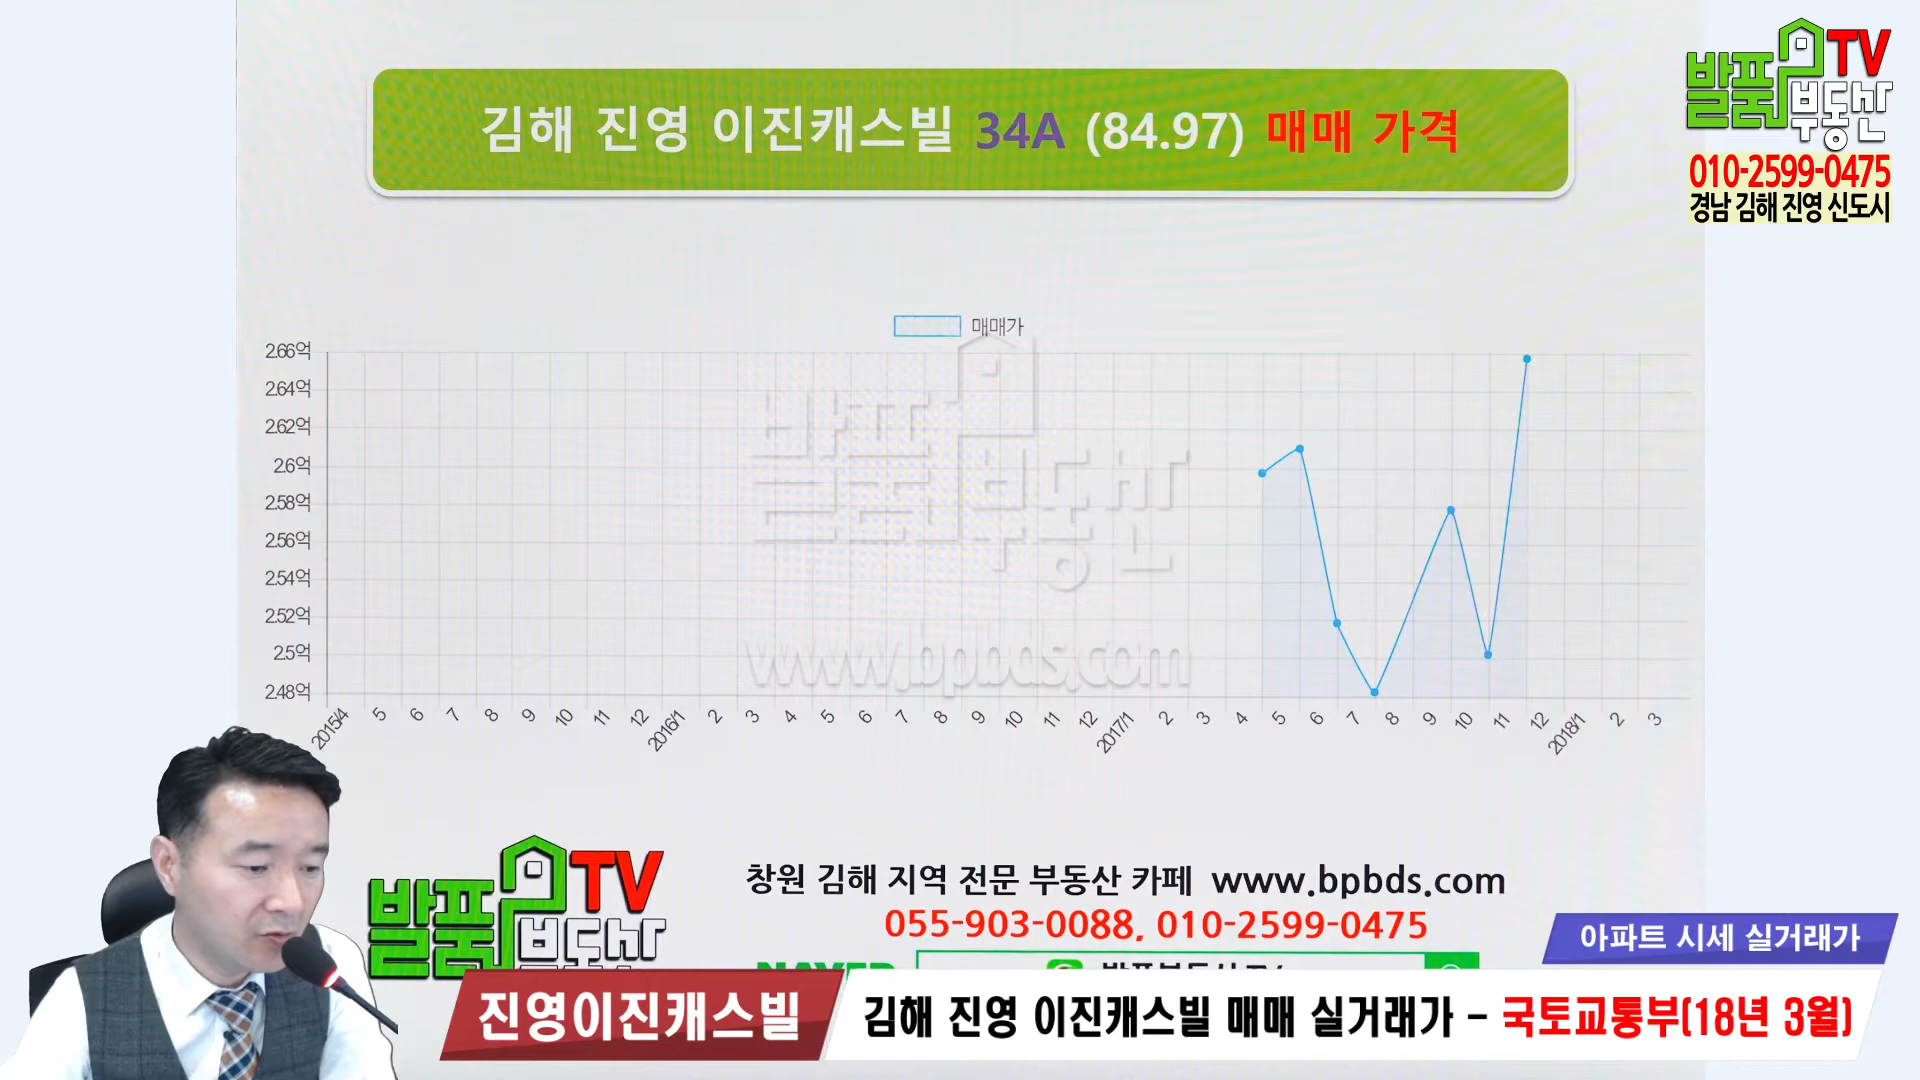 김해 진영 이진캐스빌 34A (84.97) 매매 가격
발품 TV
부동산
010-2599-0475
경남 김해 진영 신도시
매매가
2.66억
2.64억
2.62억
2.6억
2.58억
2.56억
2.54억
2.52억
2.5억
2.48억
발품부동산
www.bpbds.com
2015/4 5 6 7 8 9 10 11 12 2016/1 2 3 4 5 6 7 8 9 10 11 12 2017/1 2 3 4 5 6 7 8 9 10 11 12 2018/1 2 3
발품 TV
부동산
창원 김해 지역 전문 부동산 카페 www.bpbds.com
055-903-0088, 010-2599-0475
NAVER
아파트 시세 실거래가
진영이진캐스빌
김해 진영 이진캐스빌 매매 실거래가 - 국토교통부(18년 3월)